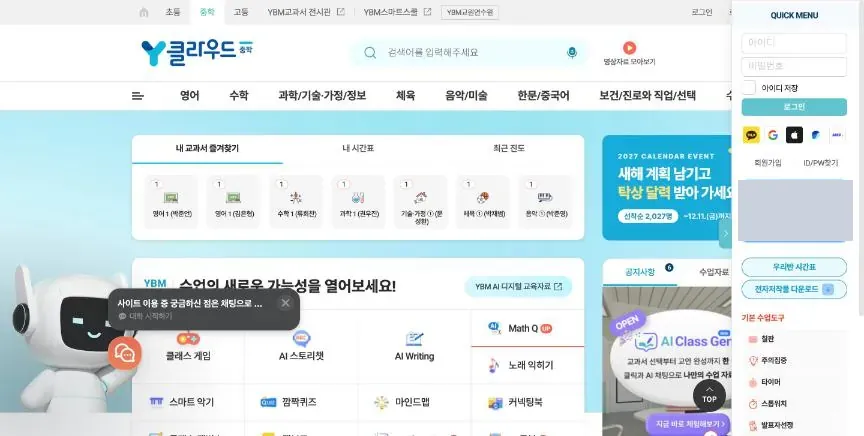 초등
중학
고등
YBM교과서 전시관
YBM스마트스쿨
YBM교원연수원
로그인
클라우드 중학
검색어를 입력해주세요
영상자료 모아보기
영어
수학
과학/기술·가정/정보
체육
음악/미술
한문/중국어
보건/진로와 직업/선택
내 교과서 즐겨찾기
내 시간표
최근 진도
1
영어 1 (박준언)
1
영어 1 (김은형)
1
수학 1 (류희찬)
1
과학 1 (권우진)
1
기술·가정 ① (문성환)
1
체육 ① (박재범)
1
음악 ① (박준영)
2027 CALENDAR EVENT
새해 계획 남기고
탁상 달력 받아 가세요
선착순 2,027명
~12.11.(금)까지
YBM
수업의 새로운 가능성을 열어보세요!
YBM AI 디지털 교육자료
사이트 이용 중 궁금하신 점은 채팅으로 ...
대화 시작하기
클래스 게임
REC
AI 스토리챗
AI Writing
AI
Math Q UP
노래 익히기
스마트 악기
QUIZ
깜짝퀴즈
마인드맵
커넥팅북
공지사항
6
수업자료
OPEN
AI Class Gen
교과서 선택부터 교안 완성까지 한
클릭과 AI 채팅으로 나만의 수업 자료
지금 바로 체험해보기
TOP
QUICK MENU
아이디
비밀번호
아이디 저장
로그인
회원가입
ID/PW찾기
우리반 시간표
전자저작물 다운로드
기본 수업도구
칠판
주의집중
타이머
스톱워치
발표자선정